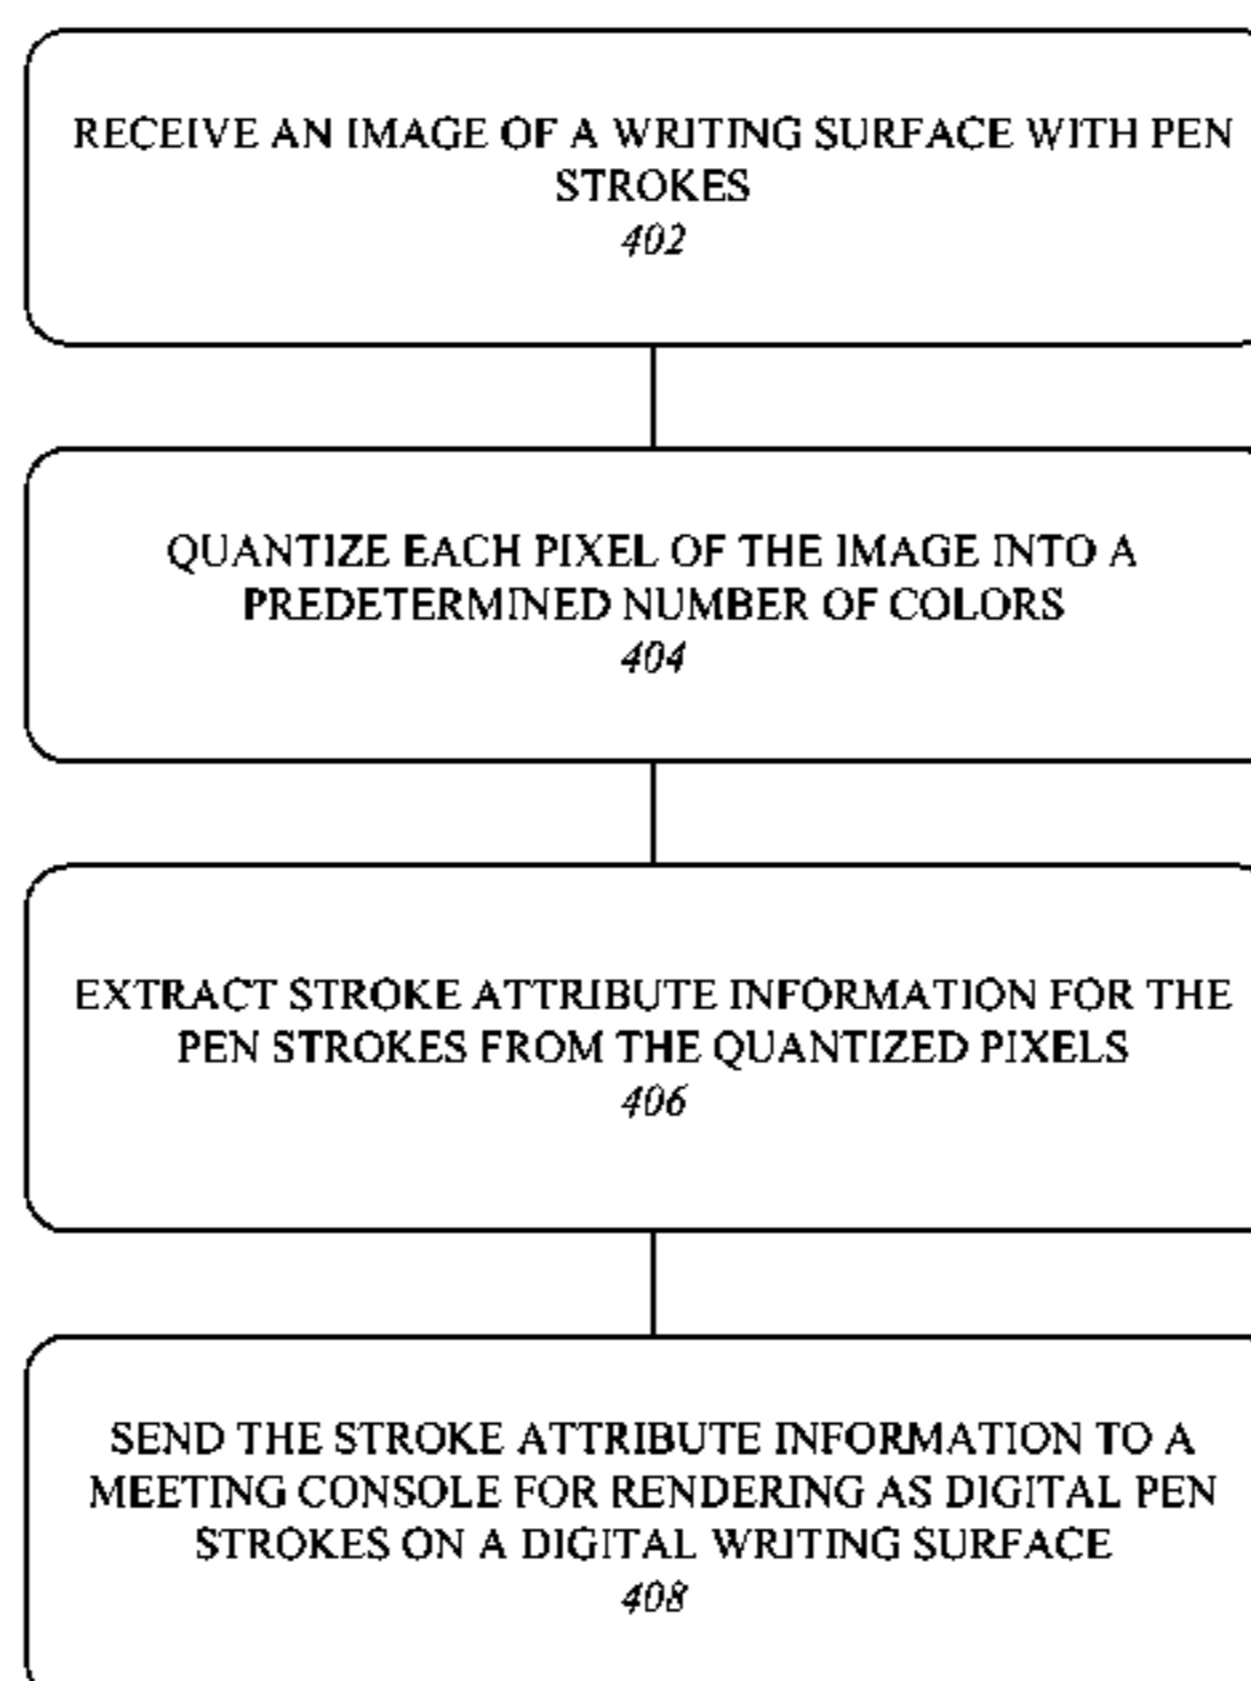 RECEIVE AN IMAGE OF A WRITING SURFACE WITH PEN
STROKES
402
QUANTIZE EACH PIXEL OF THE IMAGE INTO A
PREDETERMINED NUMBER OF COLORS
404
EXTRACT STROKE ATTRIBUTE INFORMATION FOR THE
PEN STROKES FROM THE QUANTIZED PIXELS
406
SEND THE STROKE ATTRIBUTE INFORMATION TO A
MEETING CONSOLE FOR RENDERING AS DIGITAL PEN
STROKES ON A DIGITAL WRITING SURFACE
408